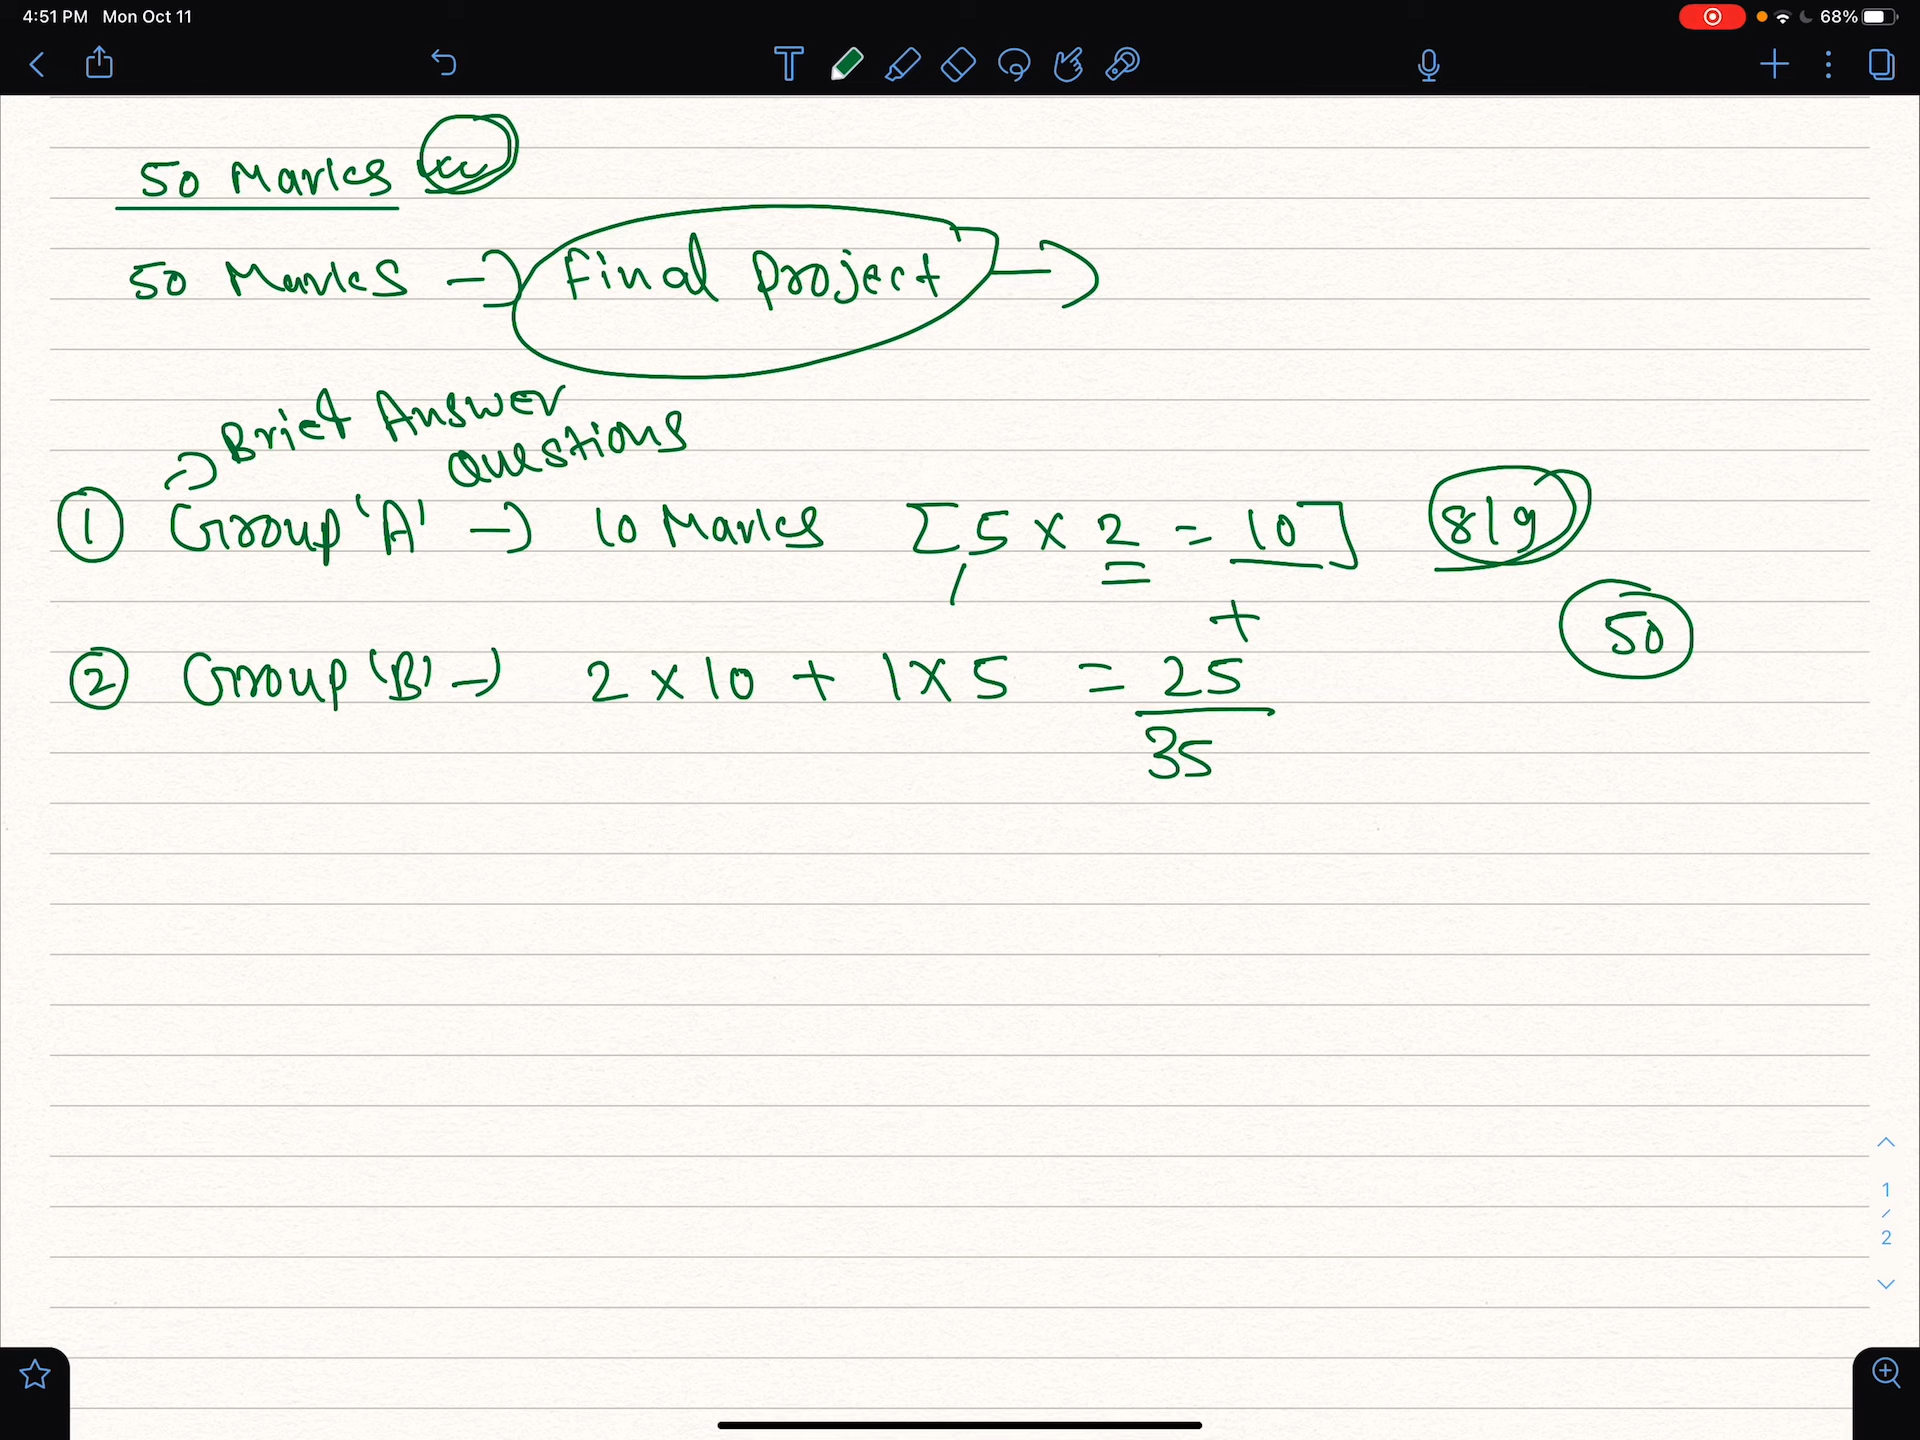 4:51 PM Mon Oct 11
68%
50 Marks
50 Marks → final project →
→ Brief Answer
questions
① Group 'A' → 10 Marks [5 × 2 = 10] 8/9
+
50
② Group 'B' → 2 × 10 + 1 × 5 = 25
35
1
/
2